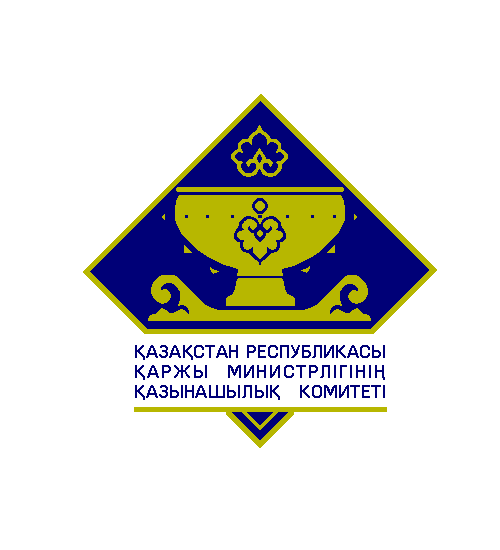 ҚАЗАҚСТАН РЕСПУБЛИКАСЫ
ҚАРЖЫ МИНИСТРЛІГІНІҢ
ҚАЗЫНАШЫЛЫҚ КОМИТЕТІ